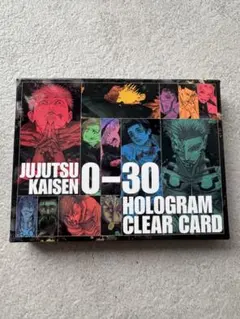 JUJUTSU
KAISEN 0-30
HOLOGRAM
CLEAR CARD